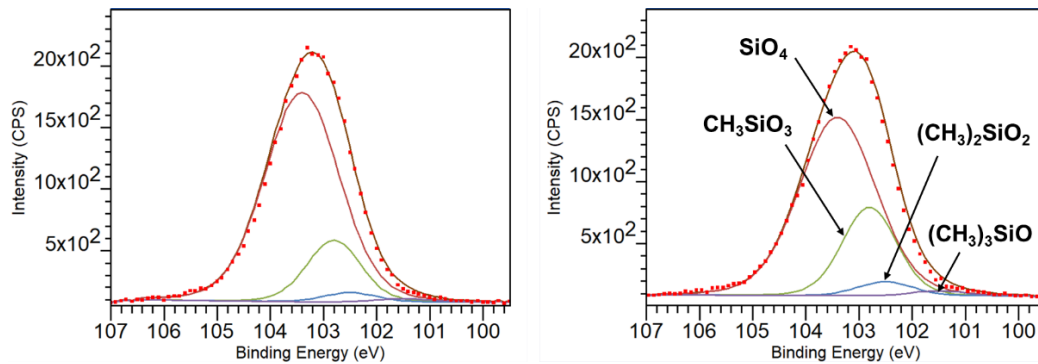 Intensity (CPS)
20x10²
15x10²
10x10²
5x10²
107 106 105 104 103 102 101 100
Binding Energy (eV)
Intensity (CPS)
20x10²
15x10²
10x10²
5x10²
SiO₄
CH3SiO₃
(CH₃)₂SiO₂
(CH₃)₃SiO
107 106 105 104 103 102 101 100
Binding Energy (eV)